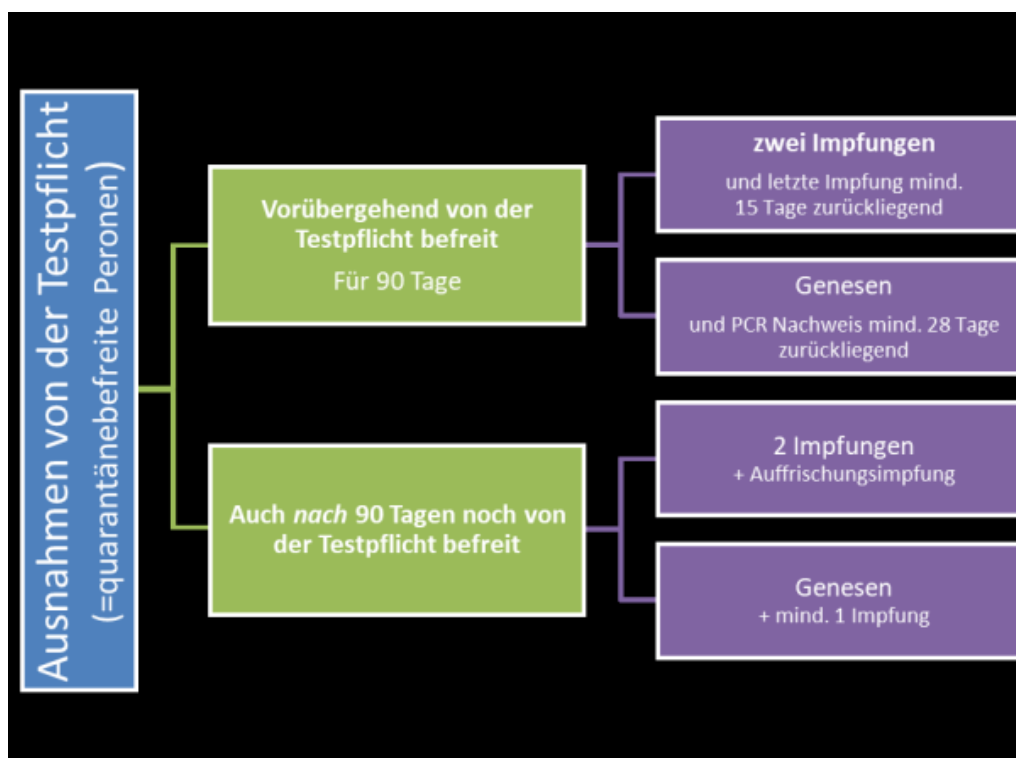 Ausnahmen von der Testpflicht
(=quarantänebefreite Peronen)
Vorübergehend von der
Testpflicht befreit
Für 90 Tage
zwei Impfungen
und letzte Impfung mind.
15 Tage zurückliegend
Genesen
und PCR Nachweis mind. 28 Tage
zurückliegend
Auch nach 90 Tagen noch von
der Testpflicht befreit
2 Impfungen
+ Auffrischungsimpfung
Genesen
+ mind. 1 Impfung